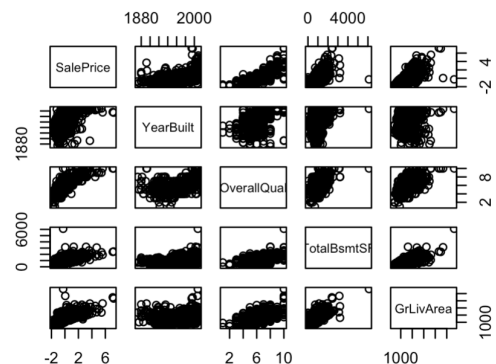 1880 2000 0 4000
SalePrice
-2 4
1880
YearBuilt
OverallQual
2 8
0 6000
TotalBsmtSF
GrLivArea
1000
-2 2 6 2 6 10 1000